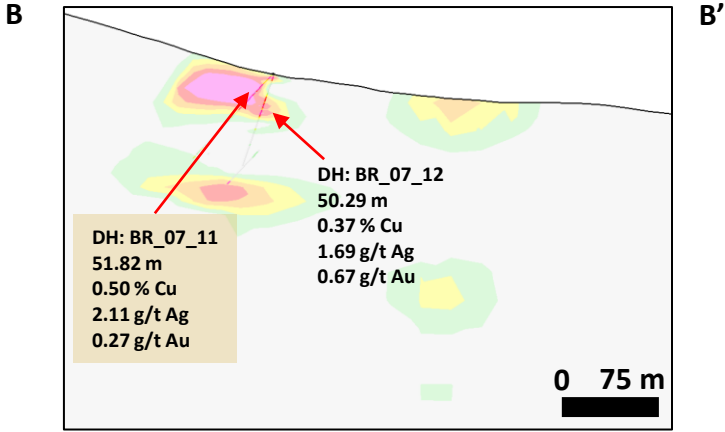 B
B’
DH: BR_07_12
50.29 m
0.37 % Cu
1.69 g/t Ag
0.67 g/t Au
DH: BR_07_11
51.82 m
0.50 % Cu
2.11 g/t Ag
0.27 g/t Au
0 75 m